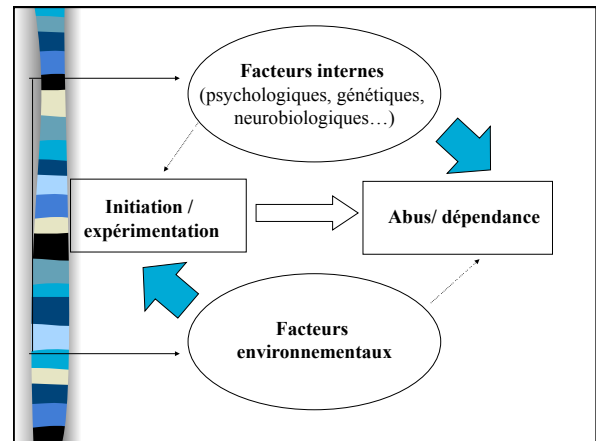 Facteurs internes
(psychologiques, génétiques,
neurobiologiques…)
Initiation /
expérimentation
Abus/ dépendance
Facteurs
environnementaux